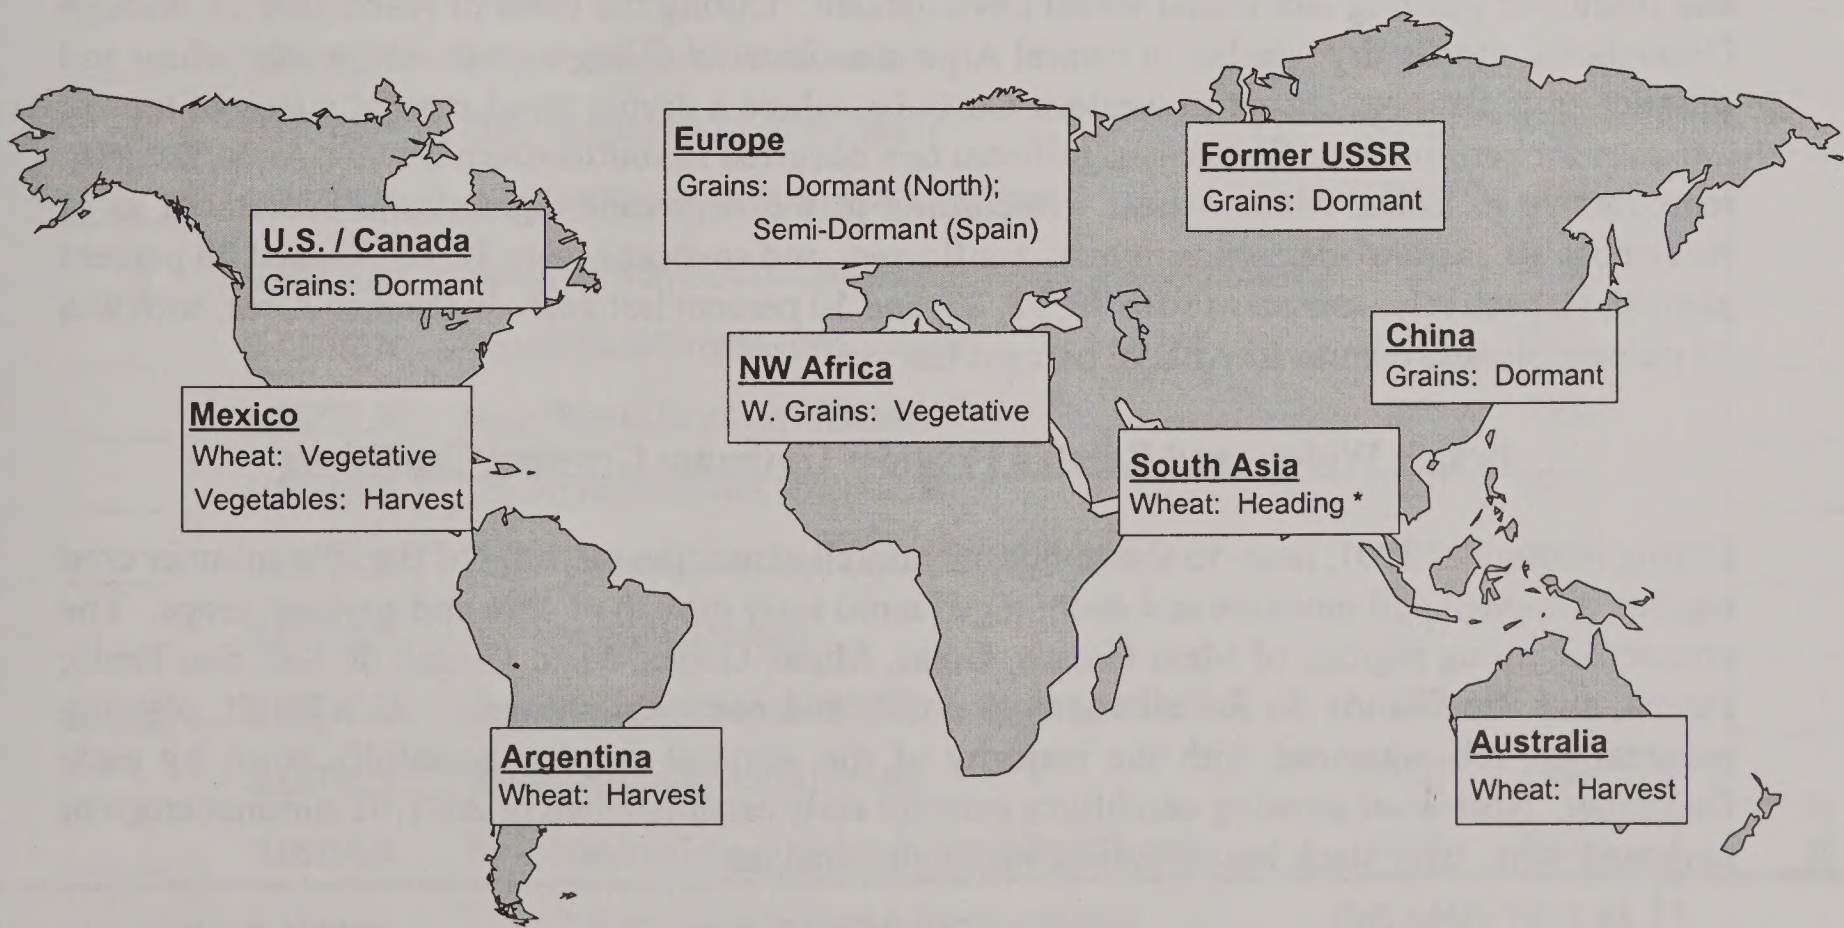 Europe
Grains: Dormant (North);
Semi-Dormant (Spain)
Former USSR
Grains: Dormant
U.S. / Canada
Grains: Dormant
China
Grains: Dormant
NW Africa
W. Grains: Vegetative
Mexico
Wheat: Vegetative
Vegetables: Harvest
South Asia
Wheat: Heading *
Argentina
Wheat: Harvest
Australia
Wheat: Harvest